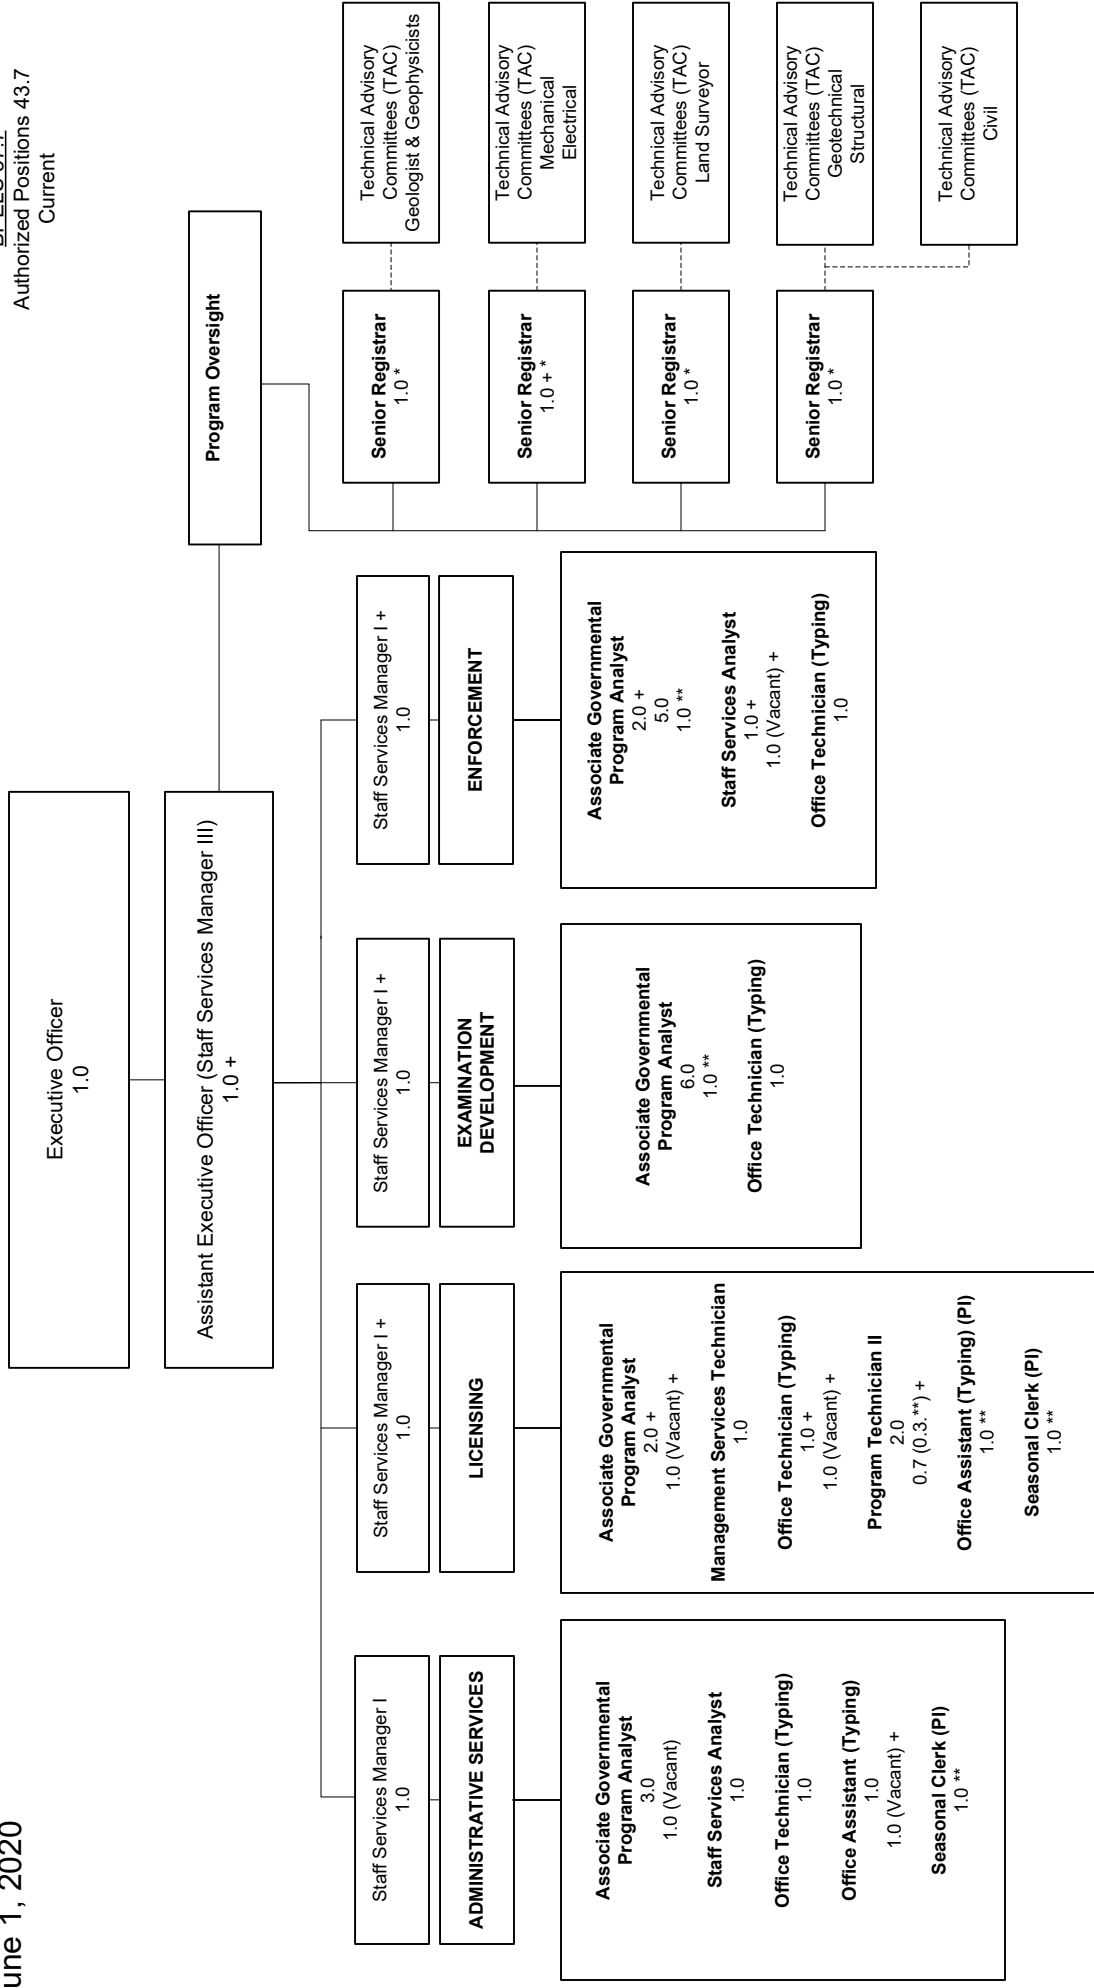 une 1, 2020
Authorized Positions 43.7
Current
Executive Officer
1.0
Assistant Executive Officer (Staff Services Manager III)
1.0 +
Program Oversight
Staff Services Manager I
1.0
ADMINISTRATIVE SERVICES
Associate Governmental
Program Analyst
3.0
1.0 (Vacant)
Staff Services Analyst
1.0
Office Technician (Typing)
1.0
Office Assistant (Typing)
1.0
1.0 (Vacant) +
Seasonal Clerk (PI)
1.0 **
Staff Services Manager I +
1.0
LICENSING
Associate Governmental
Program Analyst
2.0 +
1.0 (Vacant) +
Management Services Technician
1.0
Office Technician (Typing)
1.0 +
1.0 (Vacant) +
Program Technician II
2.0
0.7 (0.3.**) +
Office Assistant (Typing) (PI)
1.0 **
Seasonal Clerk (PI)
1.0 **
Staff Services Manager I +
1.0
EXAMINATION
DEVELOPMENT
Associate Governmental
Program Analyst
6.0
1.0 **
Office Technician (Typing)
1.0
Staff Services Manager I +
1.0
ENFORCEMENT
Associate Governmental
Program Analyst
2.0 +
5.0
1.0 **
Staff Services Analyst
1.0 +
1.0 (Vacant) +
Office Technician (Typing)
1.0
Senior Registrar
1.0 *
Technical Advisory
Committees (TAC)
Geologist & Geophysicists
Senior Registrar
1.0 + *
Technical Advisory
Committees (TAC)
Mechanical
Electrical
Senior Registrar
1.0 *
Technical Advisory
Committees (TAC)
Land Surveyor
Senior Registrar
1.0 *
Technical Advisory
Committees (TAC)
Geotechnical
Structural
Technical Advisory
Committees (TAC)
Civil